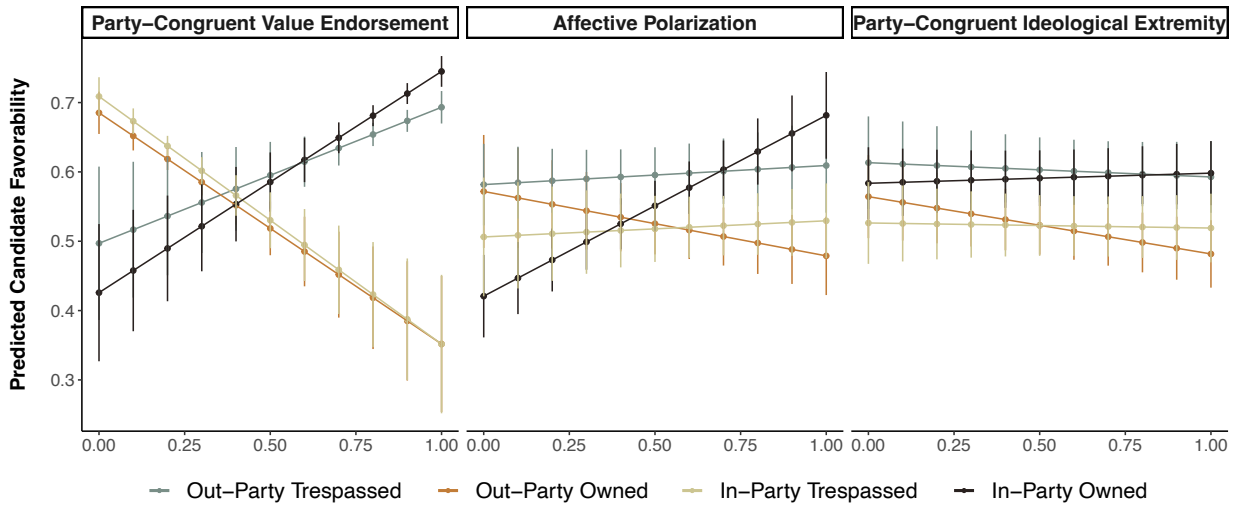 Party−Congruent Value Endorsement
Affective Polarization
Party−Congruent Ideological Extremity
Predicted Candidate Favorability
0.7
0.6
0.5
0.4
0.3
0.00 0.25 0.50 0.75 1.00
0.00 0.25 0.50 0.75 1.00
0.00 0.25 0.50 0.75 1.00
Out−Party Trespassed Out−Party Owned In−Party Trespassed In−Party Owned